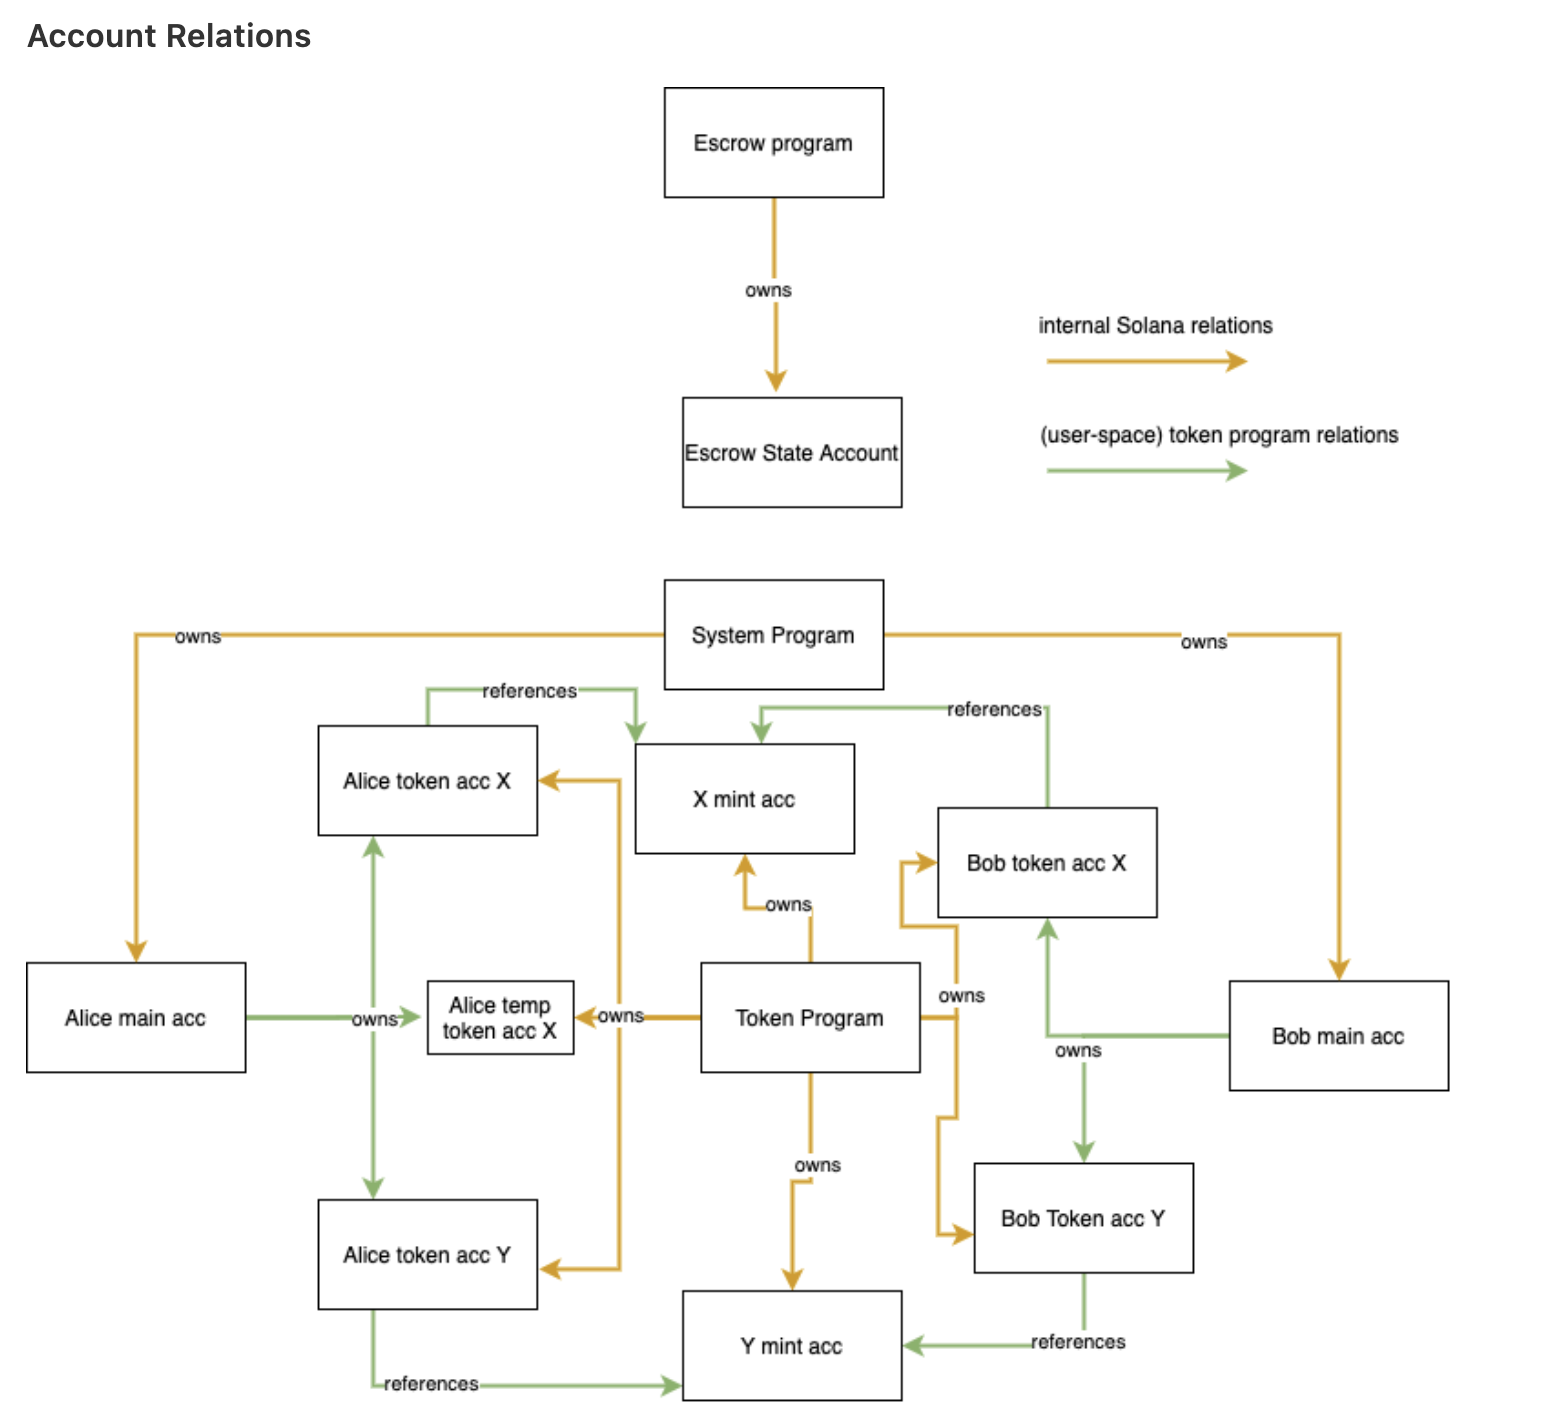 Account Relations
Escrow program
owns
internal Solana relations
(user-space) token program relations
Escrow State Account
System Program
owns
owns
references
references
Alice token acc X
X mint acc
Bob token acc X
owns
owns
Alice main acc
owns
Alice temp
token acc X
owns
Token Program
Bob main acc
owns
owns
Bob Token acc Y
Alice token acc Y
Y mint acc
references
references